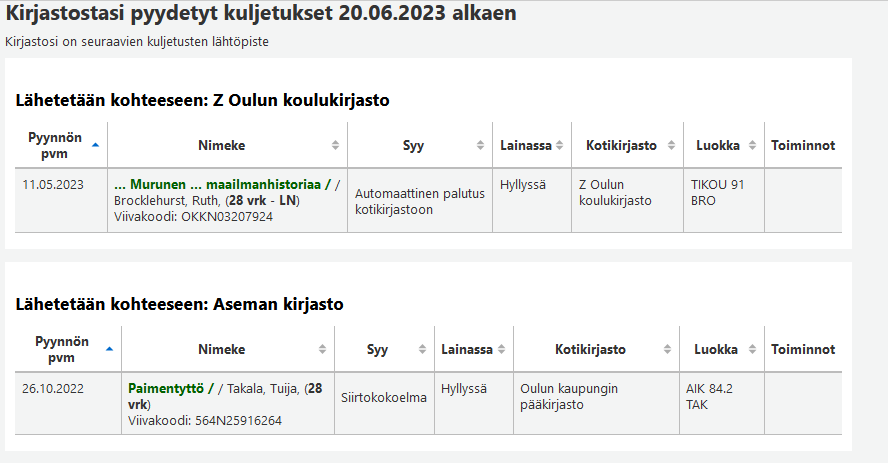 Kirjastostasi pyydetyt kuljetukset 20.06.2023 alkaen
Kirjastosi on seuraavien kuljetusten lähtöpiste
Lähetetään kohteeseen: Z Oulun koulukirjasto
Pyynnön pvm Nimeke Syy Lainassa Kotikirjasto Luokka Toiminnot
11.05.2023
... Murunen ... maailmanhistoriaa / /
Brocklehurst, Ruth, (28 vrk - LN)
Viivakoodi: OKKN03207924
Automaattinen palutus
kotikirjastoon
Hyllyssä
Z Oulun
koulukirjasto
TIKOU 91
BRO
Lähetetään kohteeseen: Aseman kirjasto
Pyynnön pvm Nimeke Syy Lainassa Kotikirjasto Luokka Toiminnot
26.10.2022
Paimentyttö / / Takala, Tuija, (28
vrk)
Viivakoodi: 564N25916264
Siirtokokoelma
Hyllyssä
Oulun kaupungin
pääkirjasto
AIK 84.2
TAK